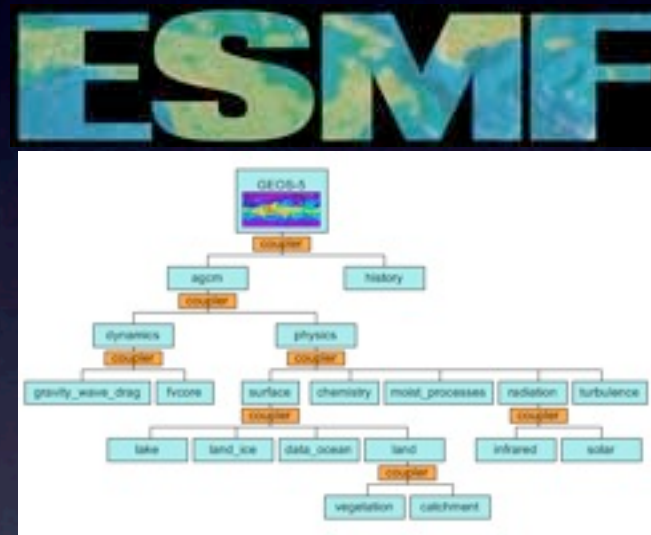 ESMF
GEOS-5
coupler
agcm history
coupler
dynamics physics
coupler coupler
gravity_wave_drag fvcore surface chemistry moist_processes radiation turbulence
coupler coupler
lake land_ice data_ocean land infrared solar
coupler
vegetation catchment